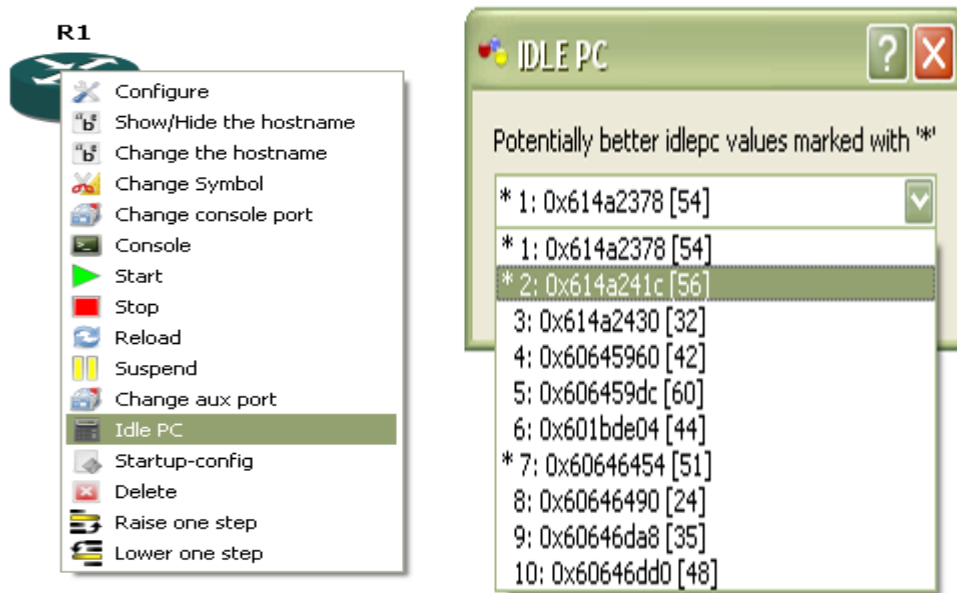 R1
Configure
Show/Hide the hostname
Change the hostname
Change Symbol
Change console port
Console
Start
Stop
Reload
Suspend
Change aux port
Idle PC
Startup-config
Delete
Raise one step
Lower one step
IDLE PC
Potentially better idlepc values marked with '*'
* 1: 0x614a2378 [54]
* 1: 0x614a2378 [54]
* 2: 0x614a241c [56]
3: 0x614a2430 [32]
4: 0x60645960 [42]
5: 0x606459dc [60]
6: 0x601bde04 [44]
* 7: 0x60646454 [51]
8: 0x60646490 [24]
9: 0x60646da8 [35]
10: 0x60646dd0 [48]